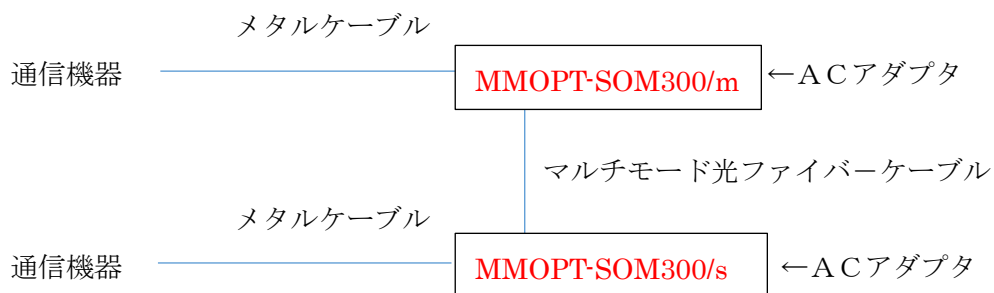 メタルケーブル
通信機器
MMOPT-SOM300/m
←ＡＣアダプタ
マルチモード光ファイバーケーブル
メタルケーブル
通信機器
MMOPT-SOM300/s
←ＡＣアダプタ